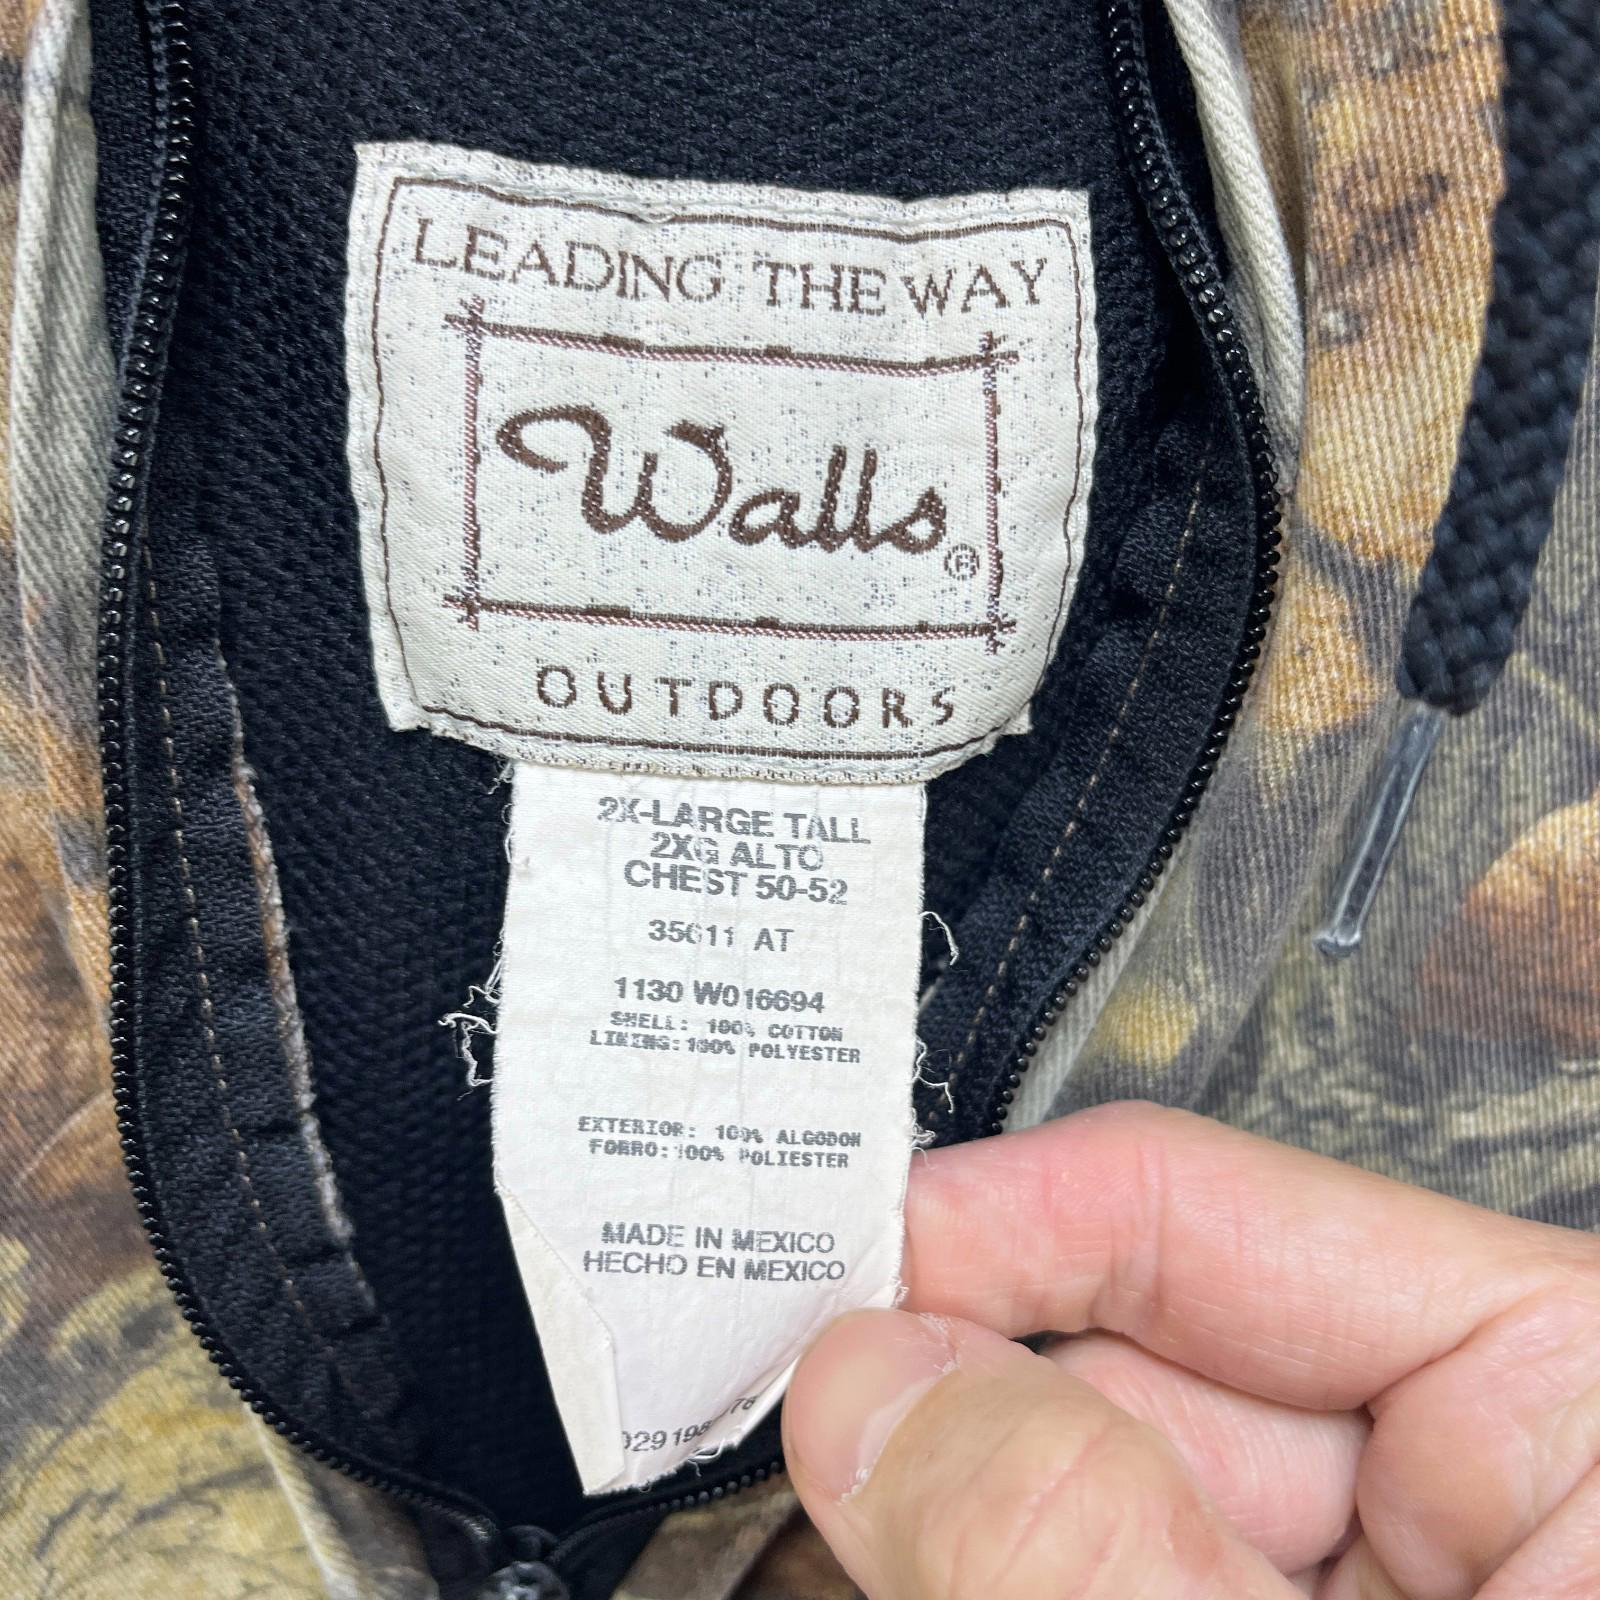 LEADING THE WAY
Walls®
OUTDOORS
2X-LARGE TALL
2XG ALTO
CHEST 50-52
35611 AT
1130 W016694
SHELL: 100% COTTON
LINING: 100% POLYESTER
EXTERIOR: 100% ALGODON
FORRO: 100% POLIESTER
MADE IN MEXICO
HECHO EN MEXICO